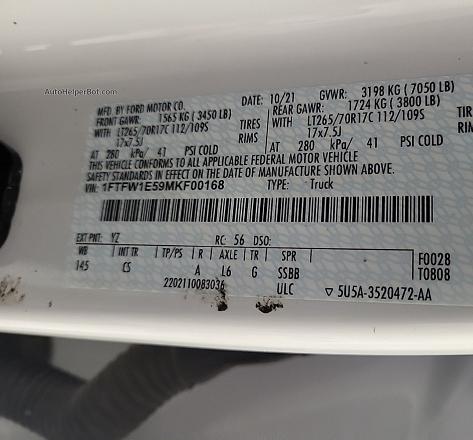 AutoHelperBot.com
MFD. BY FORD MOTOR CO. DATE: 10/21 GVWR: 3198 KG ( 7050 LB)
FRONT GAWR: 1565 KG ( 3450 LB) REAR GAWR: 1724 KG ( 3800 LB)
WITH LT265/70R17C 112/109S TIRES WITH LT265/70R17C 112/109S TIRES
17x7.5J RIMS 17x7.5J RIMS
AT 280 kPa/ 41 PSI COLD AT 280 kPa/ 41 PSI COLD
THIS VEHICLE CONFORMS TO ALL APPLICABLE FEDERAL MOTOR VEHICLE
SAFETY STANDARDS IN EFFECT ON THE DATE OF MANUFACTURE SHOWN ABOVE.
VIN: 1FTFW1E59MKF00168 TYPE: Truck
EXT PNT: YZ RC: 56 DSO: F0028
WB INT TR TP/PS R AXLE TR SPR T0808
145 CS A L6 G SSBB
2202110083036 ULC ▽ 5U5A-3520472-AA